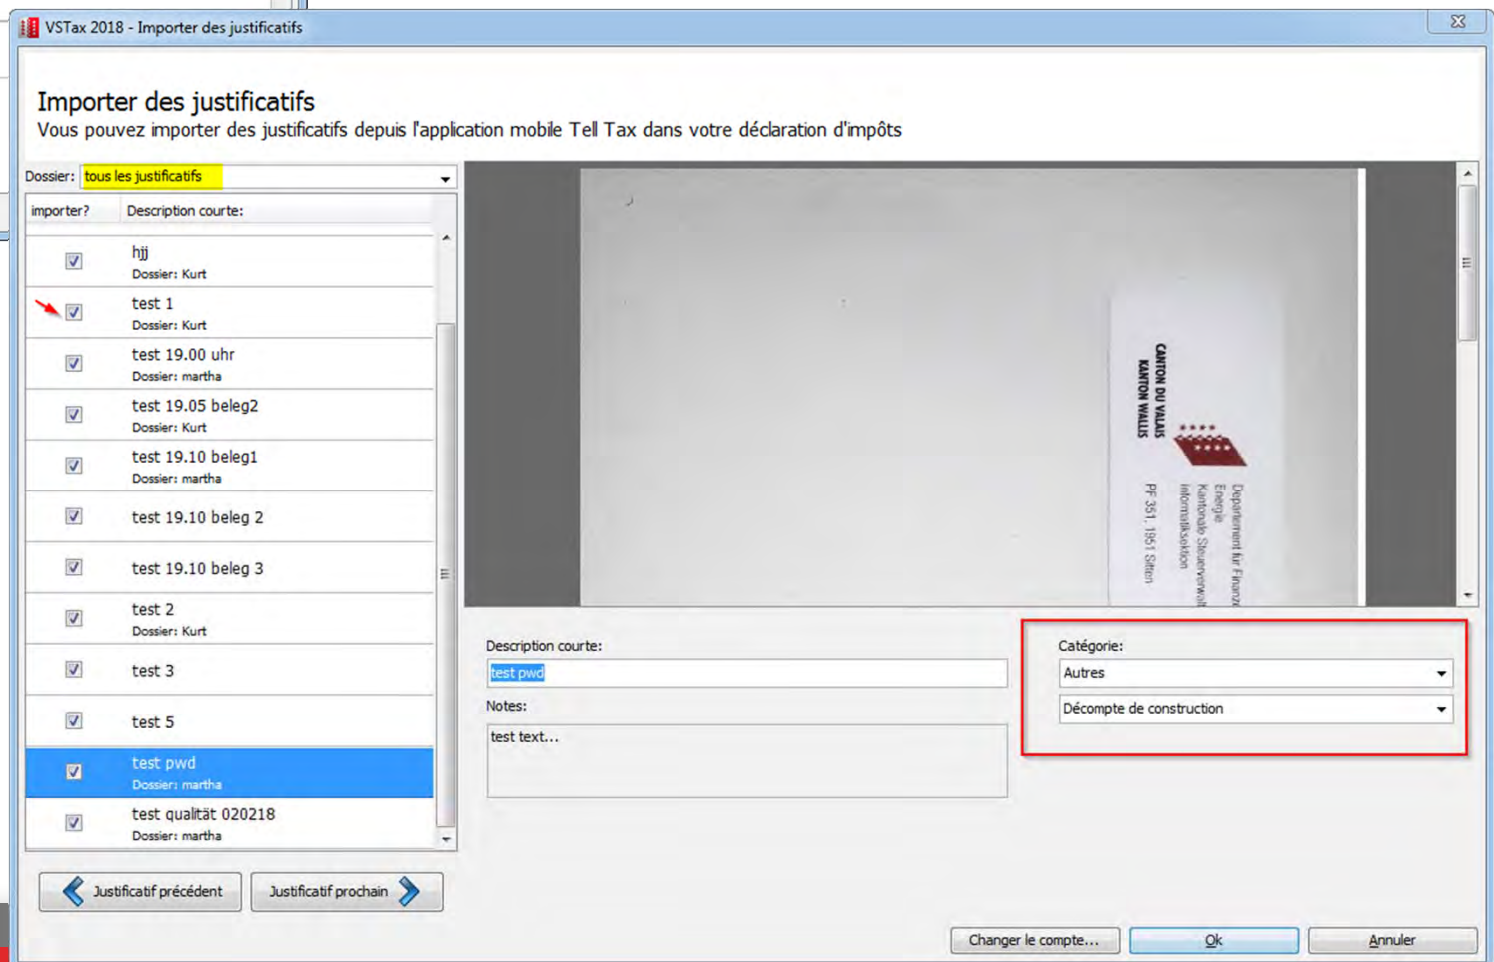 VSTax 2018 - Importer des justificatifs
Importer des justificatifs
Vous pouvez importer des justificatifs depuis l'application mobile Tell Tax dans votre déclaration d'impôts
Dossier: tous les justificatifs
importer? Description courte:
hjj
Dossier: Kurt
test 1
Dossier: Kurt
test 19.00 uhr
Dossier: martha
test 19.05 beleg2
Dossier: Kurt
test 19.10 beleg1
Dossier: martha
test 19.10 beleg 2
test 19.10 beleg 3
test 2
Dossier: Kurt
test 3
test 5
test pwd
Dossier: martha
test qualität 020218
Dossier: martha
Justificatif précédent
Justificatif prochain
CANTON DU VALAIS
KANTON WALLIS
Departement für
Energie
Kantonale
Informatiksektion
PF 351, 1951 Sitten
Description courte:
test pwd
Notes:
test text...
Catégorie:
Autres
Décompte de construction
Changer le compte...
Ok
Annuler